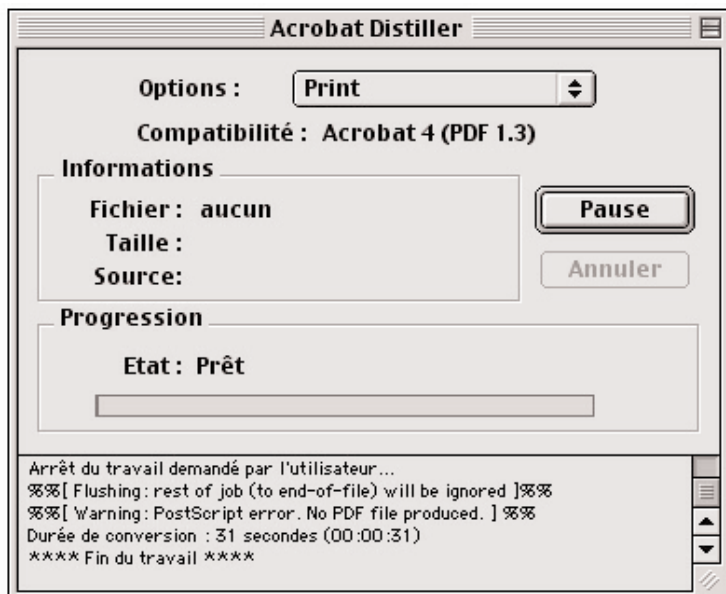 Acrobat Distiller
Options : Print
Compatibilité : Acrobat 4 (PDF 1.3)
Informations
Fichier : aucun
Pause
Taille :
Source:
Annuler
Progression
Etat : Prêt
Arrêt du travail demandé par l'utilisateur...
%%[ Flushing: rest of job (to end-of-file) will be ignored ]%%
%%[ Warning: PostScript error. No PDF file produced. ] %%
Durée de conversion : 31 secondes (00:00:31)
**** Fin du travail ****